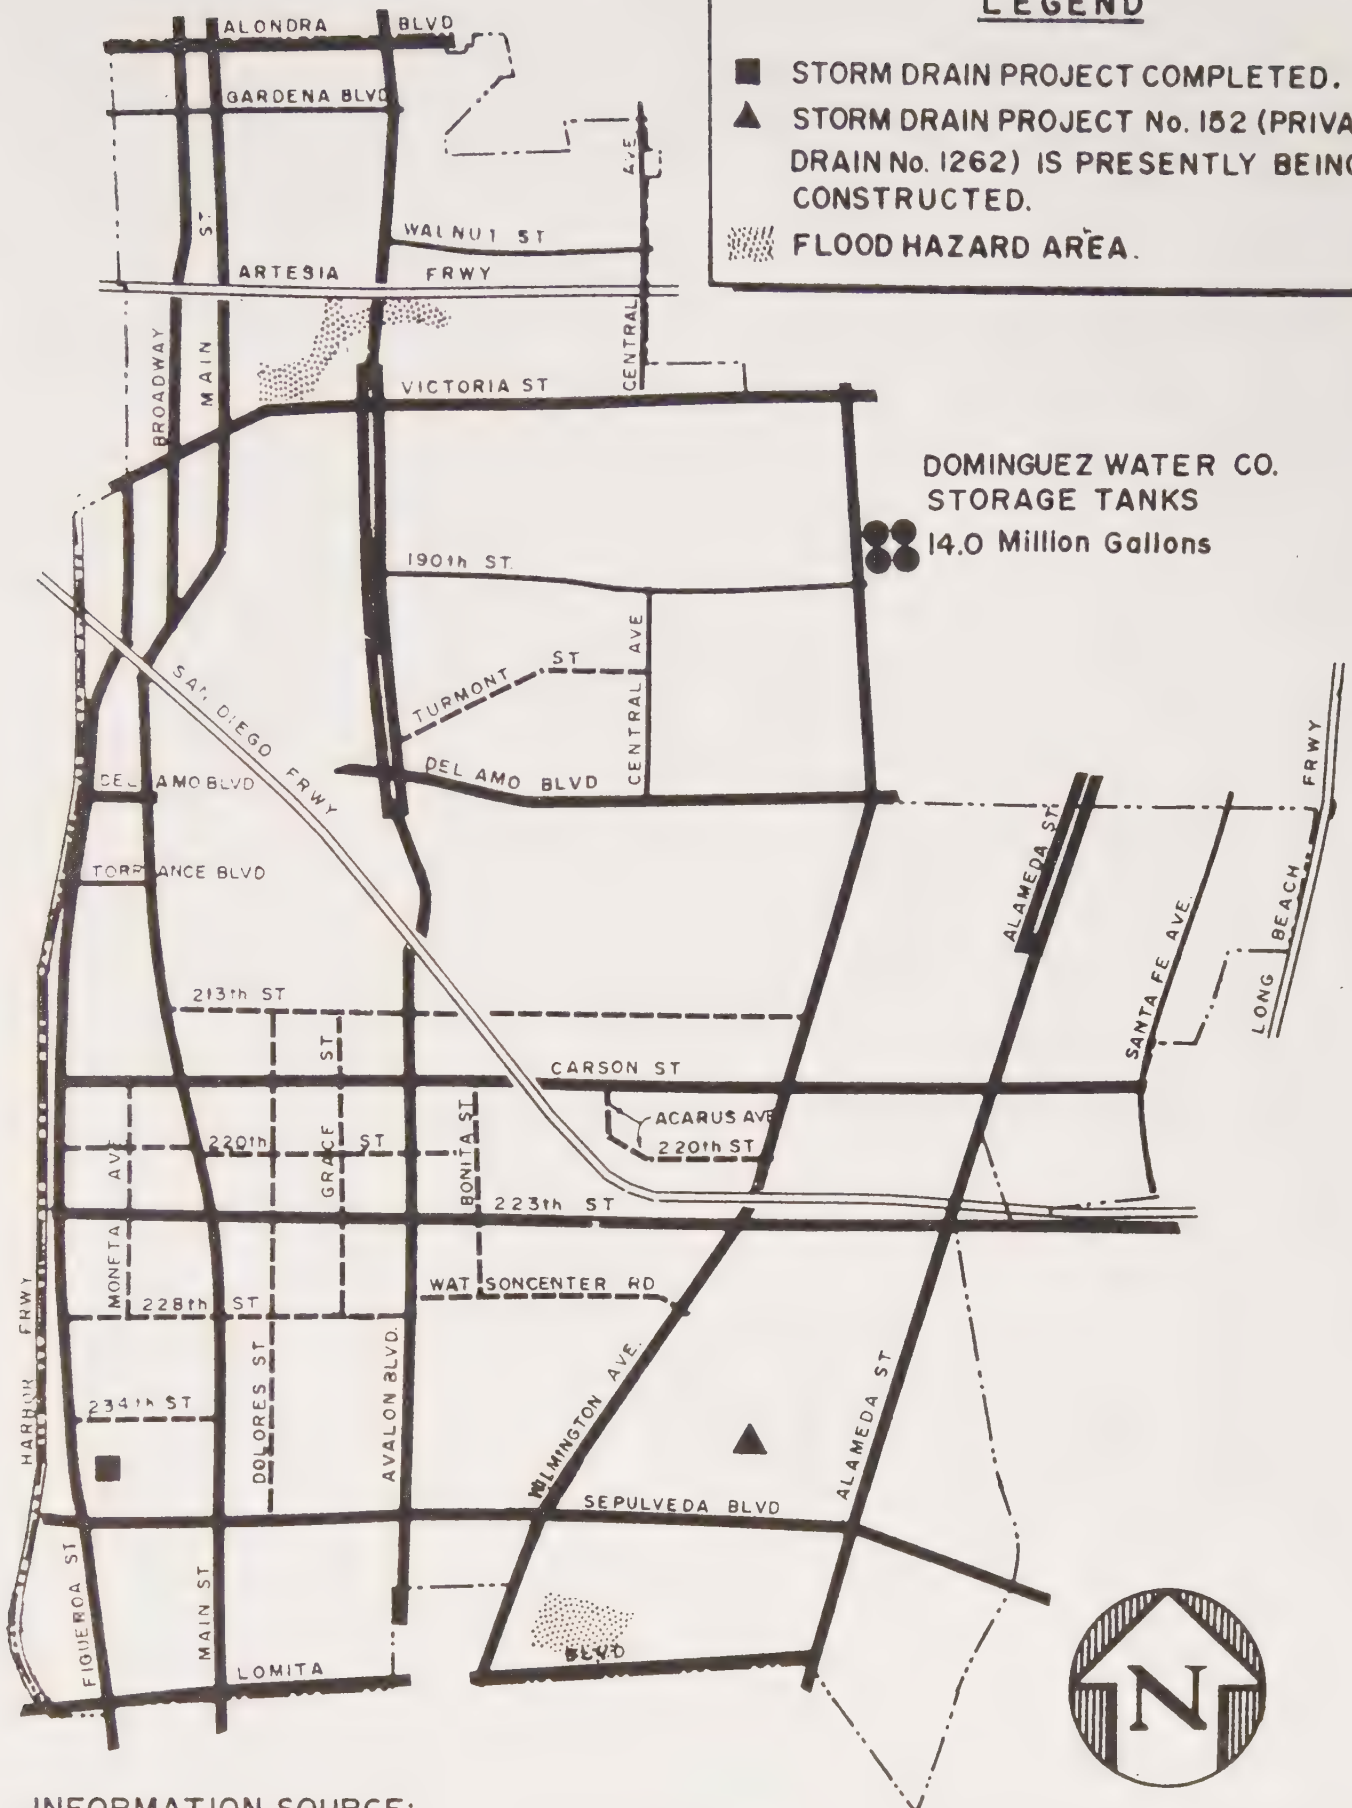 LEGEND
STORM DRAIN PROJECT COMPLETED.
STORM DRAIN PROJECT No. 152 (PRIVA
DRAIN No. 1262) IS PRESENTLY BEING
CONSTRUCTED.
FLOOD HAZARD AREA.
ALONDRA BLVD
GARDENA BLVD
AVE
ST
WALNUT ST
ARTESIA FRWY
BROADWAY
MAIN
CENTRAL
VICTORIA ST
DOMINGUEZ WATER CO.
STORAGE TANKS
14.0 Million Gallons
190th ST.
CENTRAL AVE
TURMONT ST
SAN DIEGO FRWY
DEL AMO BLVD
DEL AMO BLVD
TORRANCE BLVD
ALAMEDA ST.
SANTA FE AVE.
LONG BEACH FRWY
213th ST
CARSON ST
ACARUS AVE
220th ST
220th ST
GRACE ST
BONITA ST
MONETA AVE
223th ST
WATSONCENTER RD
228th ST
HARBOR FRWY
234th ST
DOLORES ST
AVALON BLVD.
WILMINGTON AVE.
ALAMEDA ST
SEPULVEDA BLVD
FIGUEROA ST
MAIN ST
LOMITA BLVD
N
INFORMATION SOURCE: